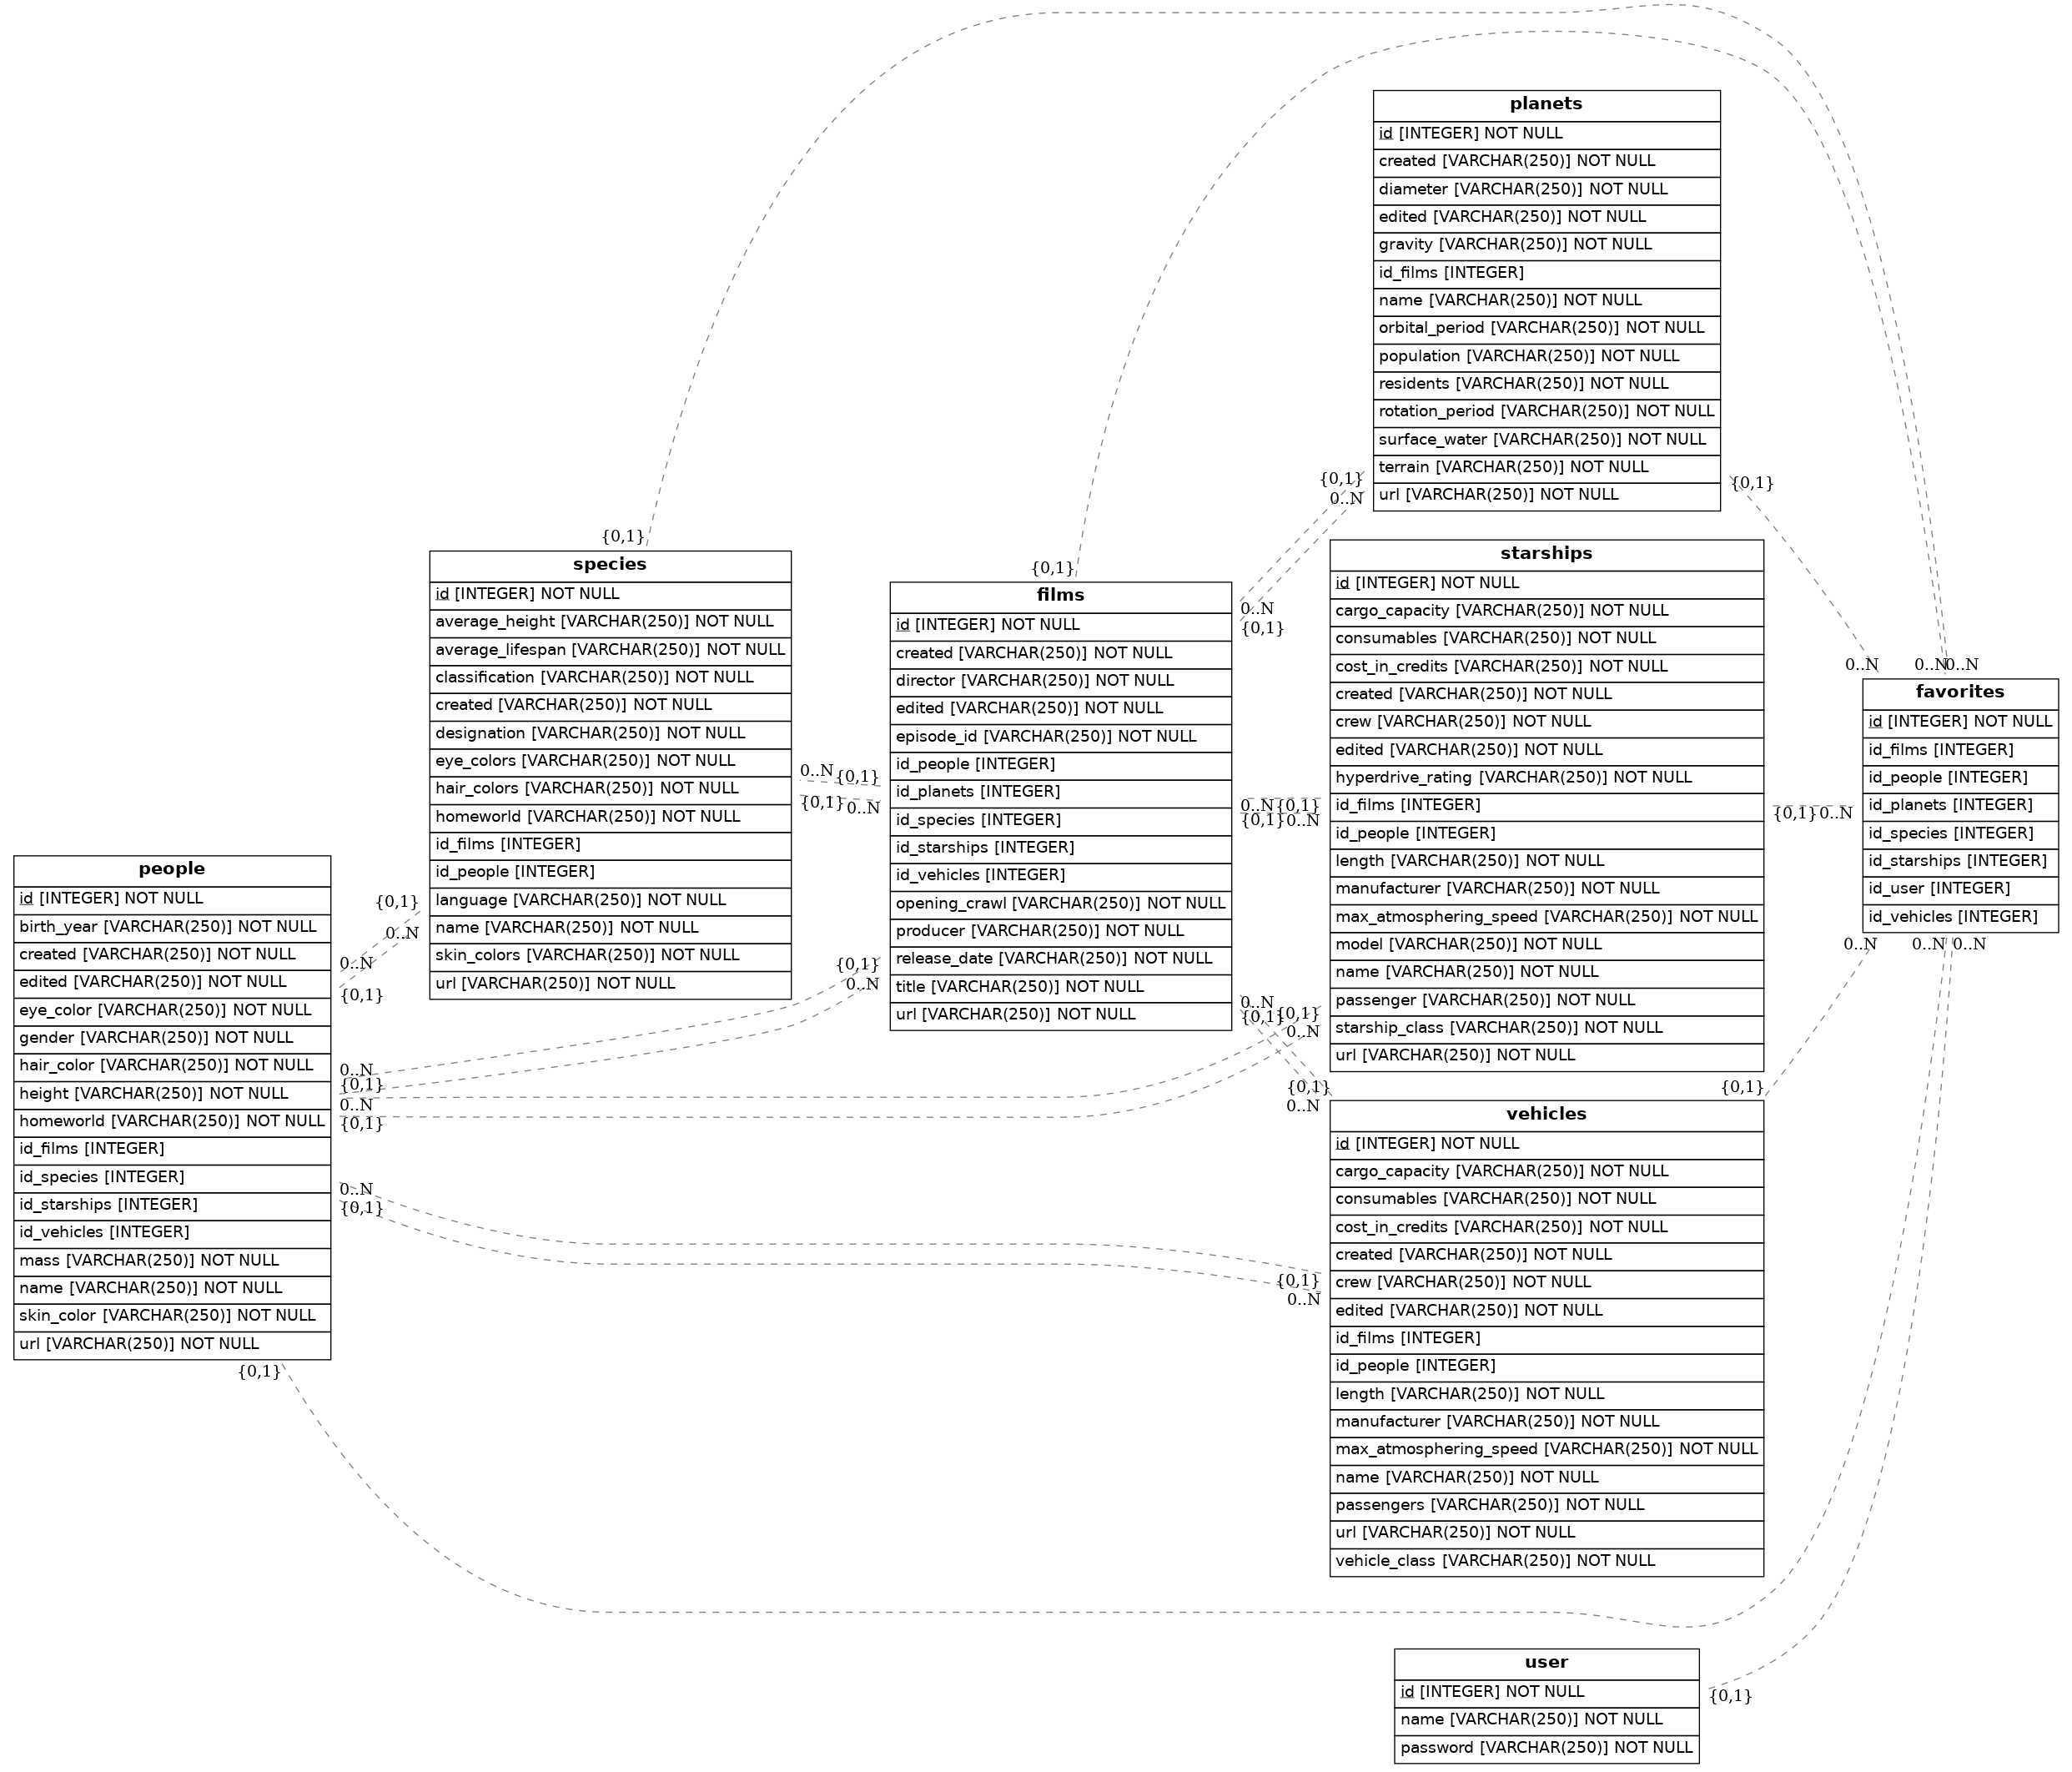 planets
id [INTEGER] NOT NULL
created [VARCHAR(250)] NOT NULL
diameter [VARCHAR(250)] NOT NULL
edited [VARCHAR(250)] NOT NULL
gravity [VARCHAR(250)] NOT NULL
id_films [INTEGER]
name [VARCHAR(250)] NOT NULL
orbital_period [VARCHAR(250)] NOT NULL
population [VARCHAR(250)] NOT NULL
residents [VARCHAR(250)] NOT NULL
rotation_period [VARCHAR(250)] NOT NULL
surface_water [VARCHAR(250)] NOT NULL
terrain [VARCHAR(250)] NOT NULL
url [VARCHAR(250)] NOT NULL
{0,1}
0..N
{0,1}
species
id [INTEGER] NOT NULL
average_height [VARCHAR(250)] NOT NULL
average_lifespan [VARCHAR(250)] NOT NULL
classification [VARCHAR(250)] NOT NULL
created [VARCHAR(250)] NOT NULL
designation [VARCHAR(250)] NOT NULL
eye_colors [VARCHAR(250)] NOT NULL
hair_colors [VARCHAR(250)] NOT NULL
homeworld [VARCHAR(250)] NOT NULL
id_films [INTEGER]
id_people [INTEGER]
language [VARCHAR(250)] NOT NULL
name [VARCHAR(250)] NOT NULL
skin_colors [VARCHAR(250)] NOT NULL
url [VARCHAR(250)] NOT NULL
{0,1}
0..N {0,1}
{0,1} 0..N
{0,1}
0..N
films
id [INTEGER] NOT NULL
created [VARCHAR(250)] NOT NULL
director [VARCHAR(250)] NOT NULL
edited [VARCHAR(250)] NOT NULL
episode_id [VARCHAR(250)] NOT NULL
id_people [INTEGER]
id_planets [INTEGER]
id_species [INTEGER]
id_starships [INTEGER]
id_vehicles [INTEGER]
opening_crawl [VARCHAR(250)] NOT NULL
producer [VARCHAR(250)] NOT NULL
release_date [VARCHAR(250)] NOT NULL
title [VARCHAR(250)] NOT NULL
url [VARCHAR(250)] NOT NULL
{0,1}
0..N
{0,1}
0..N {0,1}
{0,1} 0..N
{0,1}
0..N
0..N
{0,1}
starships
id [INTEGER] NOT NULL
cargo_capacity [VARCHAR(250)] NOT NULL
consumables [VARCHAR(250)] NOT NULL
cost_in_credits [VARCHAR(250)] NOT NULL
created [VARCHAR(250)] NOT NULL
crew [VARCHAR(250)] NOT NULL
edited [VARCHAR(250)] NOT NULL
hyperdrive_rating [VARCHAR(250)] NOT NULL
id_films [INTEGER]
id_people [INTEGER]
length [VARCHAR(250)] NOT NULL
manufacturer [VARCHAR(250)] NOT NULL
max_atmosphering_speed [VARCHAR(250)] NOT NULL
model [VARCHAR(250)] NOT NULL
name [VARCHAR(250)] NOT NULL
passenger [VARCHAR(250)] NOT NULL
starship_class [VARCHAR(250)] NOT NULL
url [VARCHAR(250)] NOT NULL
{0,1}
0..N
{0,1} 0..N
0..N 0..N 0..N
favorites
id [INTEGER] NOT NULL
id_films [INTEGER]
id_people [INTEGER]
id_planets [INTEGER]
id_species [INTEGER]
id_starships [INTEGER]
id_user [INTEGER]
id_vehicles [INTEGER]
0..N 0..N 0..N
people
id [INTEGER] NOT NULL
birth_year [VARCHAR(250)] NOT NULL
created [VARCHAR(250)] NOT NULL
edited [VARCHAR(250)] NOT NULL
eye_color [VARCHAR(250)] NOT NULL
gender [VARCHAR(250)] NOT NULL
hair_color [VARCHAR(250)] NOT NULL
height [VARCHAR(250)] NOT NULL
homeworld [VARCHAR(250)] NOT NULL
id_films [INTEGER]
id_species [INTEGER]
id_starships [INTEGER]
id_vehicles [INTEGER]
mass [VARCHAR(250)] NOT NULL
name [VARCHAR(250)] NOT NULL
skin_color [VARCHAR(250)] NOT NULL
url [VARCHAR(250)] NOT NULL
0..N
{0,1}
0..N
{0,1}
0..N
{0,1}
0..N
{0,1}
{0,1}
vehicles
id [INTEGER] NOT NULL
cargo_capacity [VARCHAR(250)] NOT NULL
consumables [VARCHAR(250)] NOT NULL
cost_in_credits [VARCHAR(250)] NOT NULL
created [VARCHAR(250)] NOT NULL
crew [VARCHAR(250)] NOT NULL
edited [VARCHAR(250)] NOT NULL
id_films [INTEGER]
id_people [INTEGER]
length [VARCHAR(250)] NOT NULL
manufacturer [VARCHAR(250)] NOT NULL
max_atmosphering_speed [VARCHAR(250)] NOT NULL
name [VARCHAR(250)] NOT NULL
passengers [VARCHAR(250)] NOT NULL
url [VARCHAR(250)] NOT NULL
vehicle_class [VARCHAR(250)] NOT NULL
{0,1}
0..N
{0,1}
{0,1}
0..N
user
id [INTEGER] NOT NULL
name [VARCHAR(250)] NOT NULL
password [VARCHAR(250)] NOT NULL
{0,1}